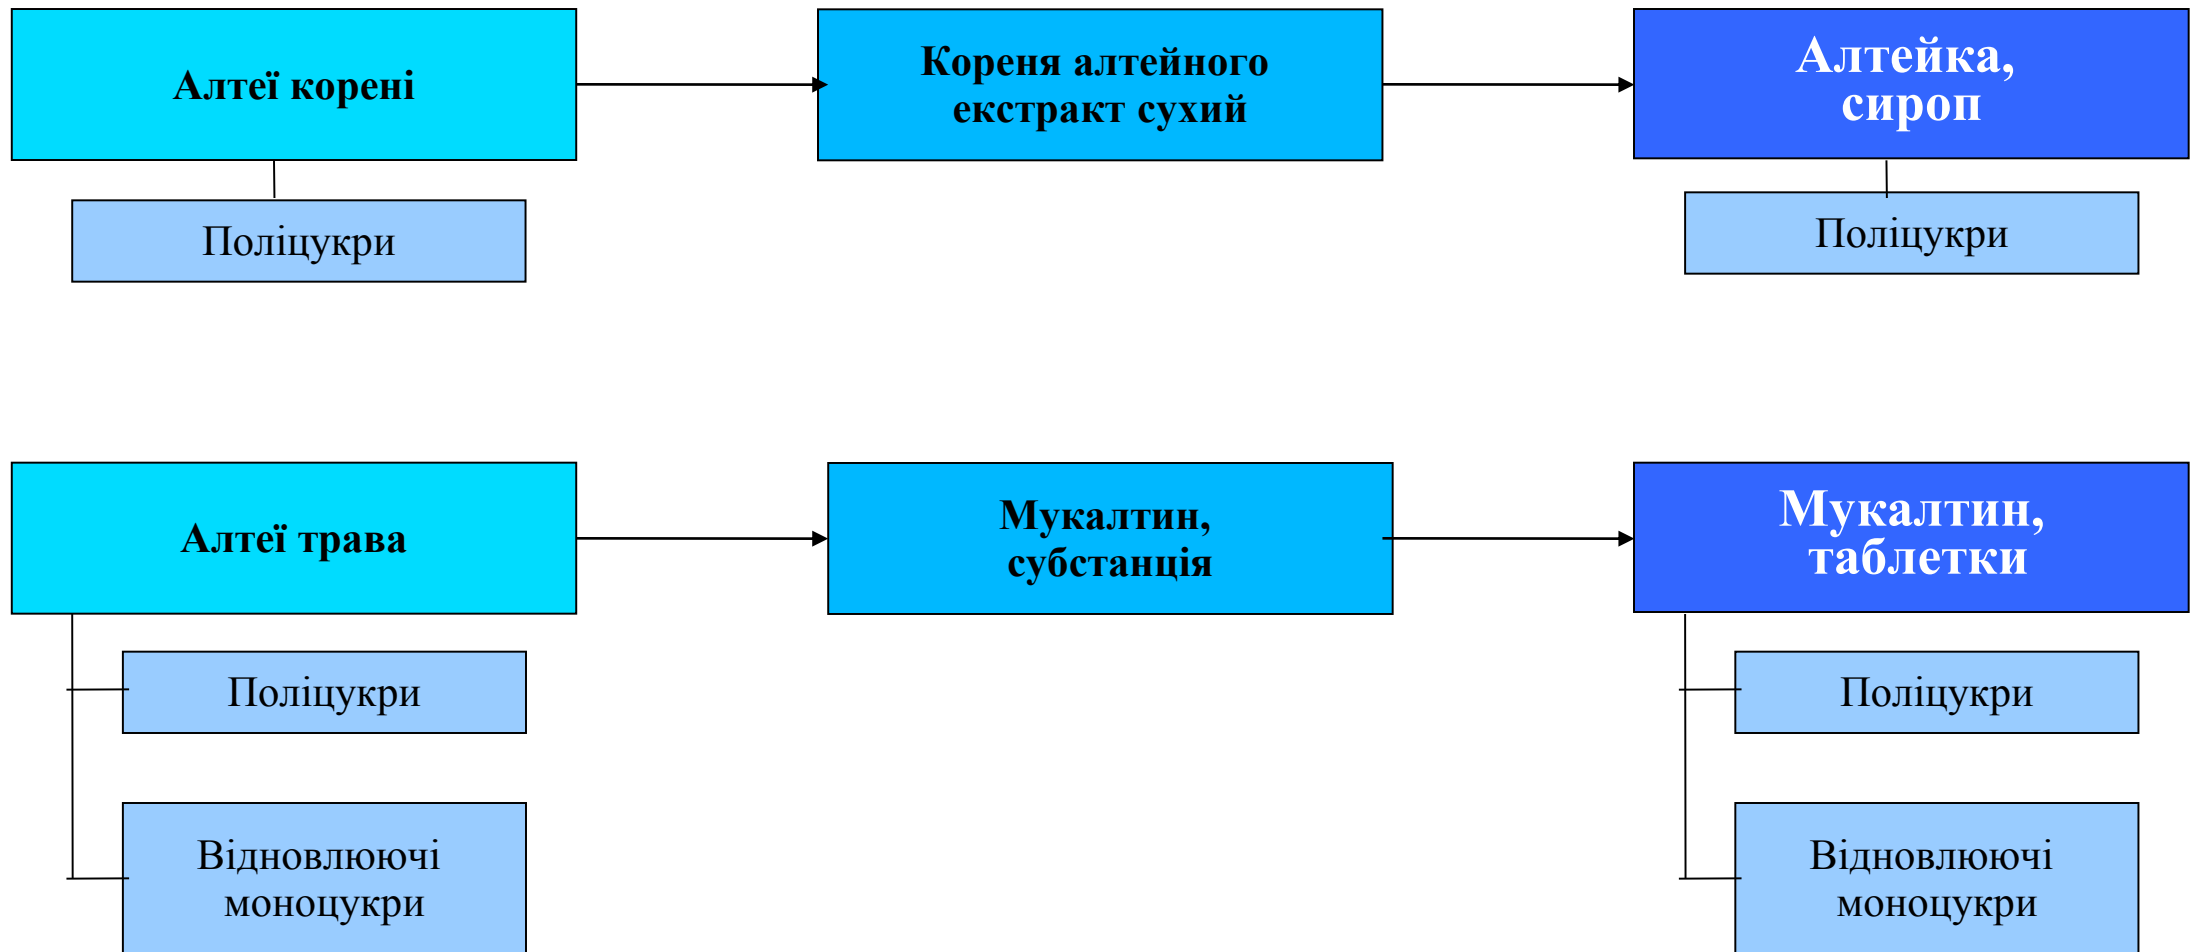 Алтеї корені
Кореня алтейного
екстракт сухий
Алтейка,
сироп
Поліцукри
Поліцукри
Алтеї трава
Мукалтин,
субстанція
Мукалтин,
таблетки
Поліцукри
Поліцукри
Відновлюючі
моноцукри
Відновлюючі
моноцукри